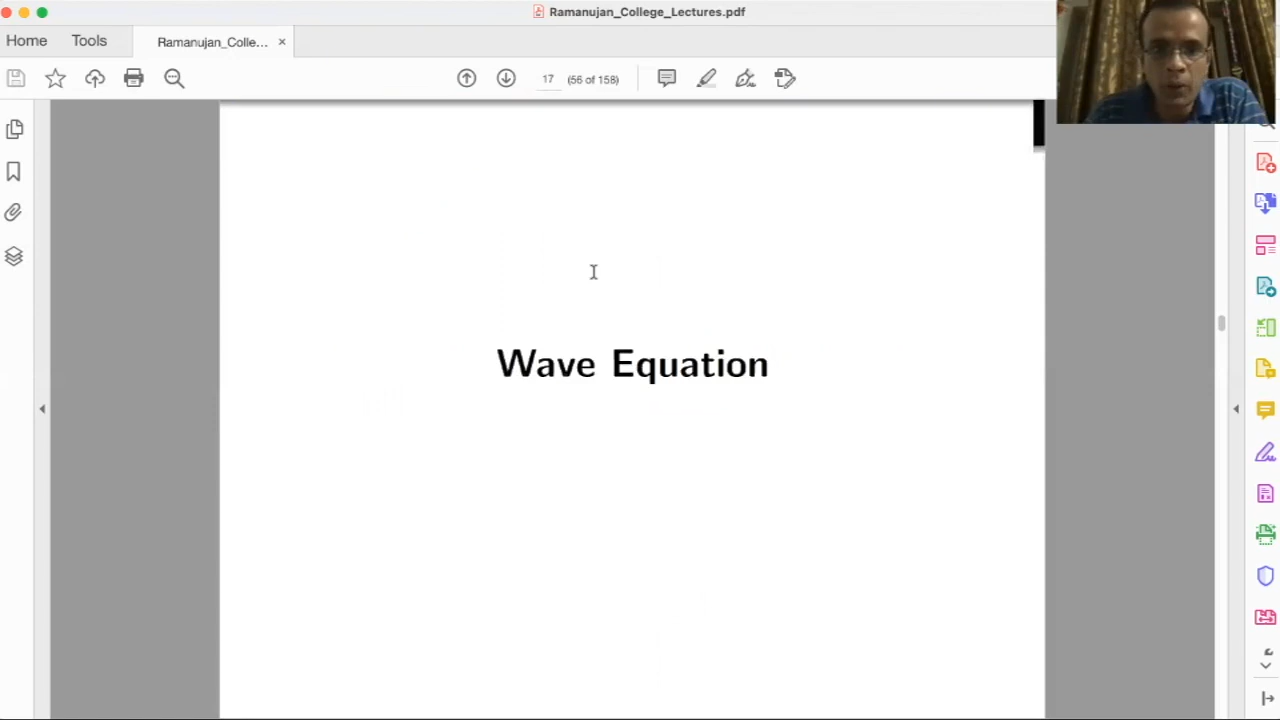 Ramanujan_College_Lectures.pdf
Home Tools Ramanujan_Colle... ×
17 (56 of 158)
Wave Equation